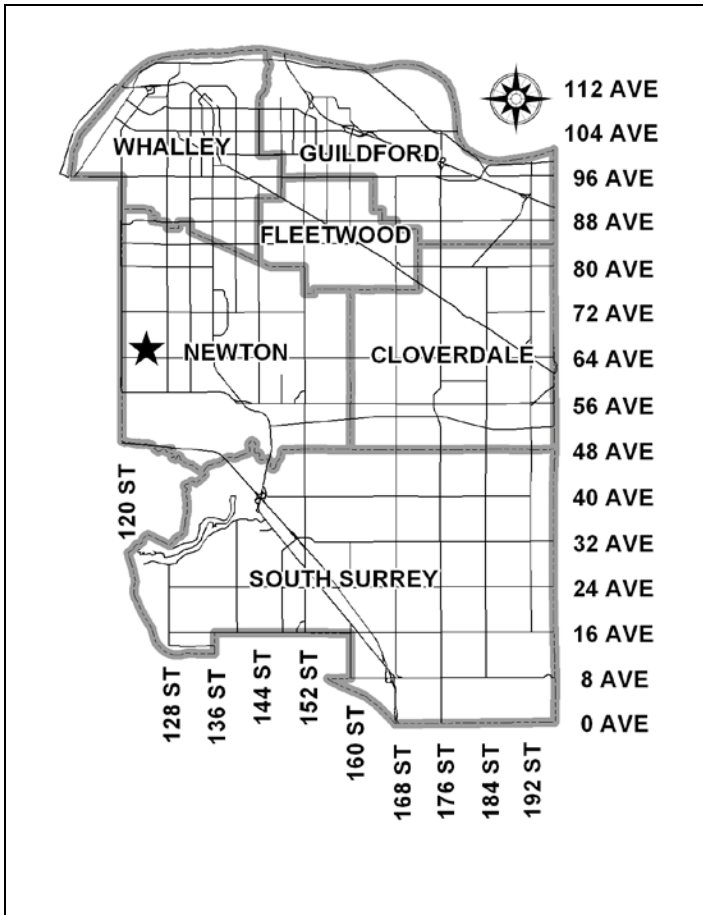 112 AVE
104 AVE
WHALLEY
GUILDFORD
96 AVE
88 AVE
FLEETWOOD
80 AVE
72 AVE
NEWTON
CLOVERDALE
64 AVE
56 AVE
48 AVE
120 ST
40 AVE
32 AVE
SOUTH SURREY
24 AVE
16 AVE
8 AVE
0 AVE
128 ST
136 ST
144 ST
152 ST
160 ST
168 ST
176 ST
184 ST
192 ST